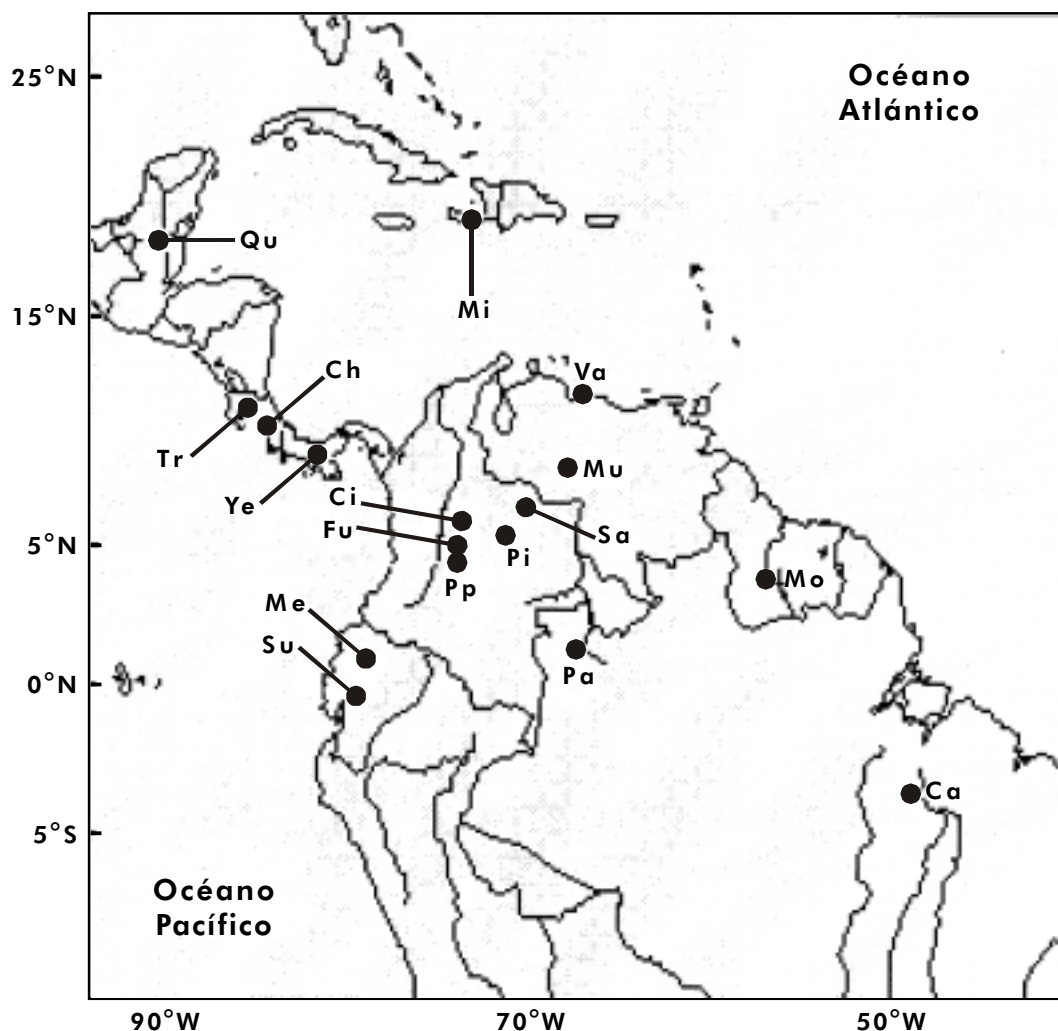 25°N
Océano
Atlántico
Qu
Mi
15°N
Ch
Va
Tr
Mu
Ye
Ci
Sa
Fu
5°N
Pi
Pp
Mo
Me
Su
Pa
0°N
Ca
5°S
Océano
Pacífico
90°W
70°W
50°W